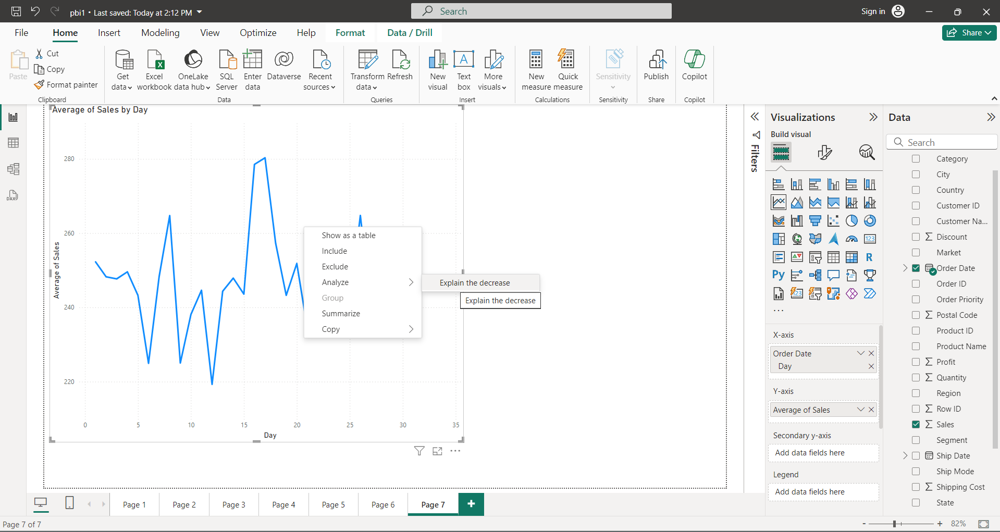 pbi1 • Last saved: Today at 2:12 PM
Search
Sign in
File
Home
Insert
Modeling
View
Optimize
Help
Format
Data / Drill
Share
Paste
Cut
Copy
Format painter
Clipboard
Get data
Excel workbook
OneLake data hub
SQL Server
Enter data
Dataverse
Recent sources
Data
Transform data
Refresh
Queries
New visual
Text box
More visuals
Insert
New measure
Quick measure
Calculations
Sensitivity
Sensitivity
Publish
Share
Copilot
Copilot
Average of Sales by Day
280
260
240
220
Average of Sales
0 5 10 15 20 25 30 35
Day
Show as a table
Include
Exclude
Analyze
Group
Summarize
Copy
Explain the decrease
Explain the decrease
Filters
Visualizations
Build visual
123
R
Py
123
...
X-axis
Order Date
Day
Y-axis
Average of Sales
Secondary y-axis
Add data fields here
Legend
Add data fields here
Data
Search
Category
City
Country
Customer ID
Customer Na...
Discount
Market
Order Date
Order ID
Order Priority
Postal Code
Product ID
Product Name
Profit
Quantity
Region
Row ID
Sales
Segment
Ship Date
Ship Mode
Shipping Cost
State
DAX
Page 1
Page 2
Page 3
Page 4
Page 5
Page 6
Page 7
+
Page 7 of 7
- + 82%